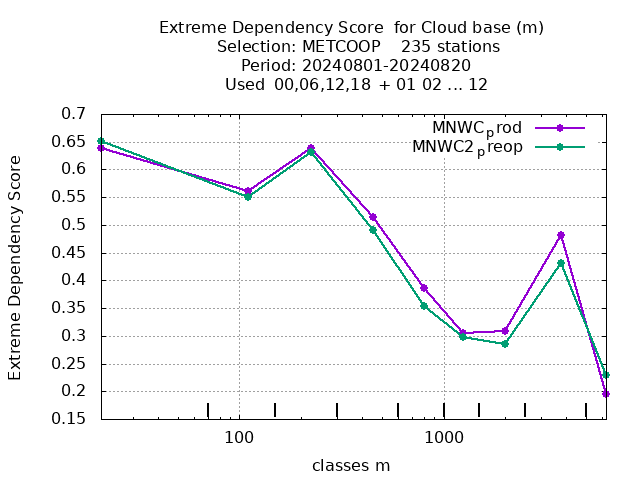 Extreme Dependency Score for Cloud base (m)
Selection: METCOOP 235 stations
Period: 20240801-20240820
Used 00,06,12,18 + 01 02 ... 12
MNWCprod
MNWC2preop
Extreme Dependency Score
0.7
0.65
0.6
0.55
0.5
0.45
0.4
0.35
0.3
0.25
0.2
0.15
100 1000
classes m